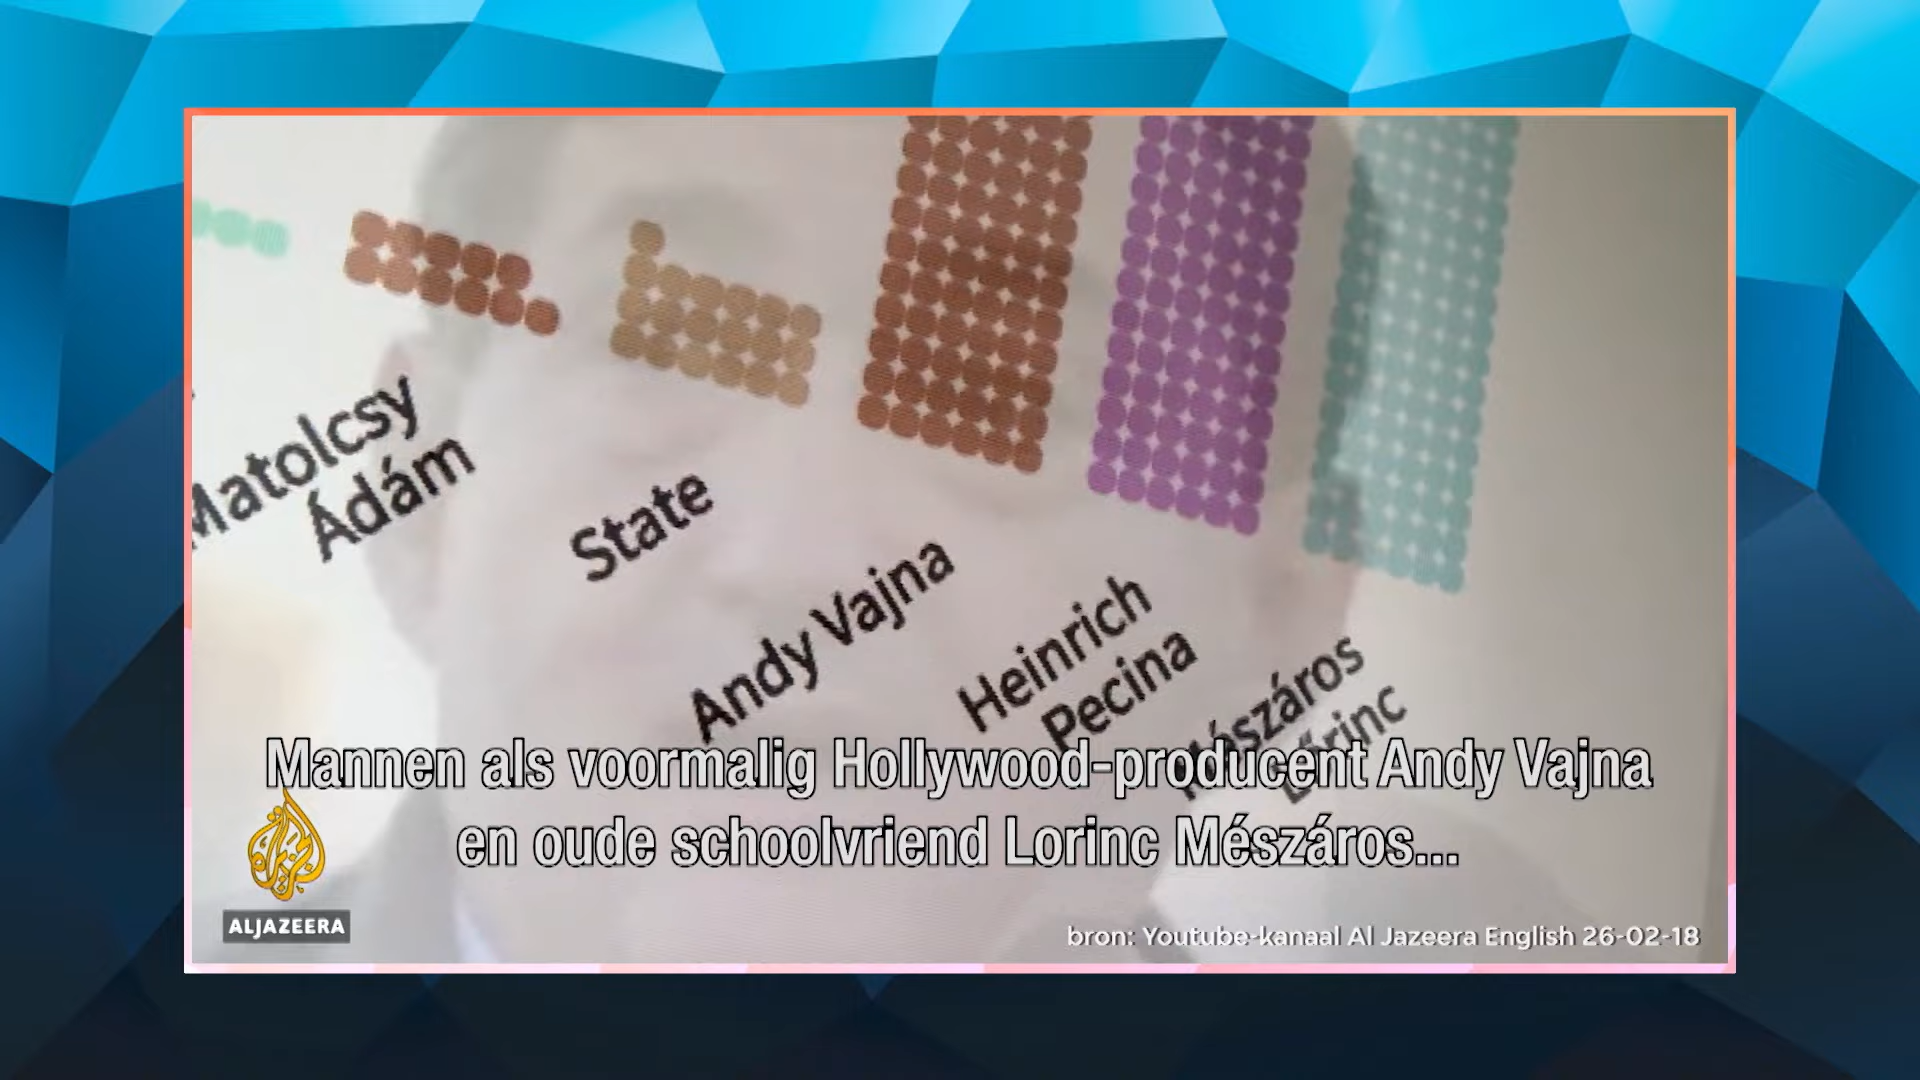 Matolcsy
Ádám
State
Andy Vajna
Heinrich
Pecina
Mészáros
Lőrinc
Mannen als voormalig Hollywood-producent Andy Vajna
en oude schoolvriend Lorinc Mészáros...
الجزيرة
ALJAZEERA
bron: Youtube-kanaal Al Jazeera English 26-02-18